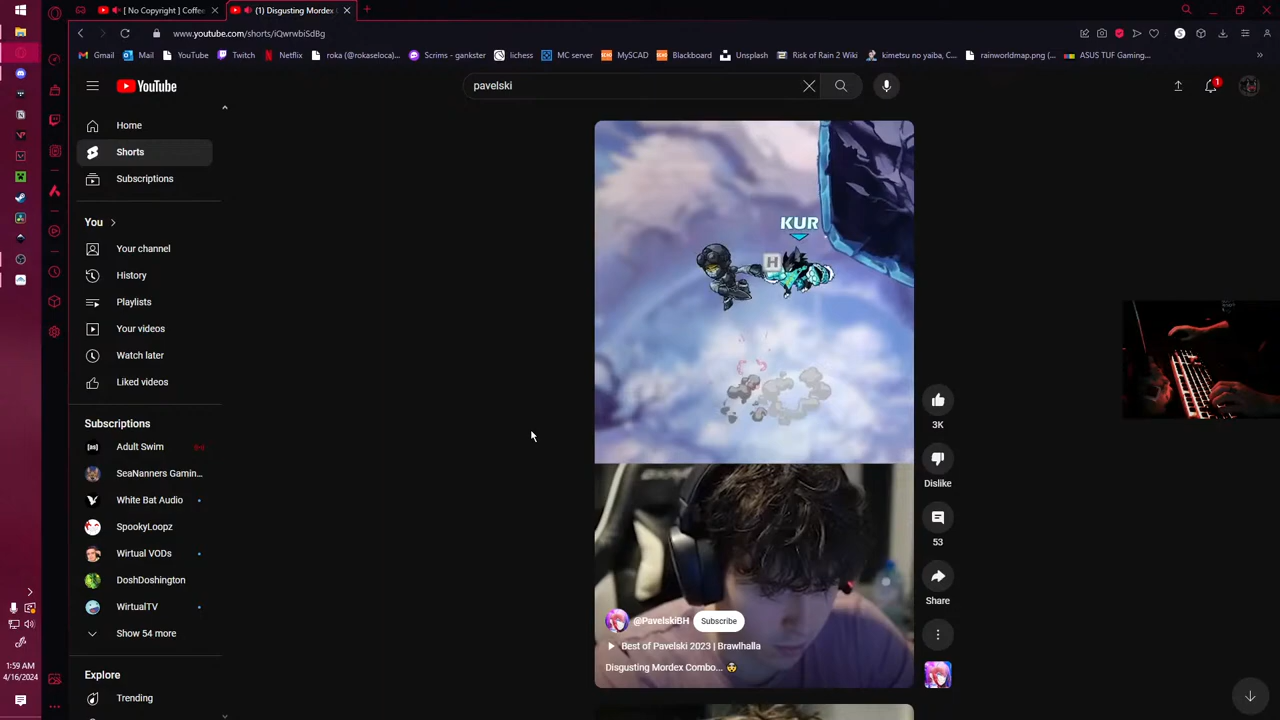 [ No Copyright ] Coffee
(1) Disgusting Mordex C
www.youtube.com/shorts/iQwrwbiSdBg
Gmail
Mail
YouTube
Twitch
Netflix
roka (@rokaseloca)...
Scrims - gankster
lichess
MC server
MySCAD
Blackboard
Unsplash
Risk of Rain 2 Wiki
kimetsu no yaiba, C...
rainworldmap.png (...
ASUS TUF Gaming...
YouTube
pavelski
1
Home
Shorts
Subscriptions
You
Your channel
History
Playlists
Your videos
Watch later
Liked videos
Subscriptions
Adult Swim
SeaNanners Gamin...
White Bat Audio
SpookyLoopz
Wirtual VODs
DoshDoshington
WirtualTV
Show 54 more
Explore
Trending
KUR
H
3K
Dislike
53
Share
@PavelskiBH
Subscribe
Best of Pavelski 2023 | Brawlhalla
Disgusting Mordex Combo...
1:59 AM
4/16/2024